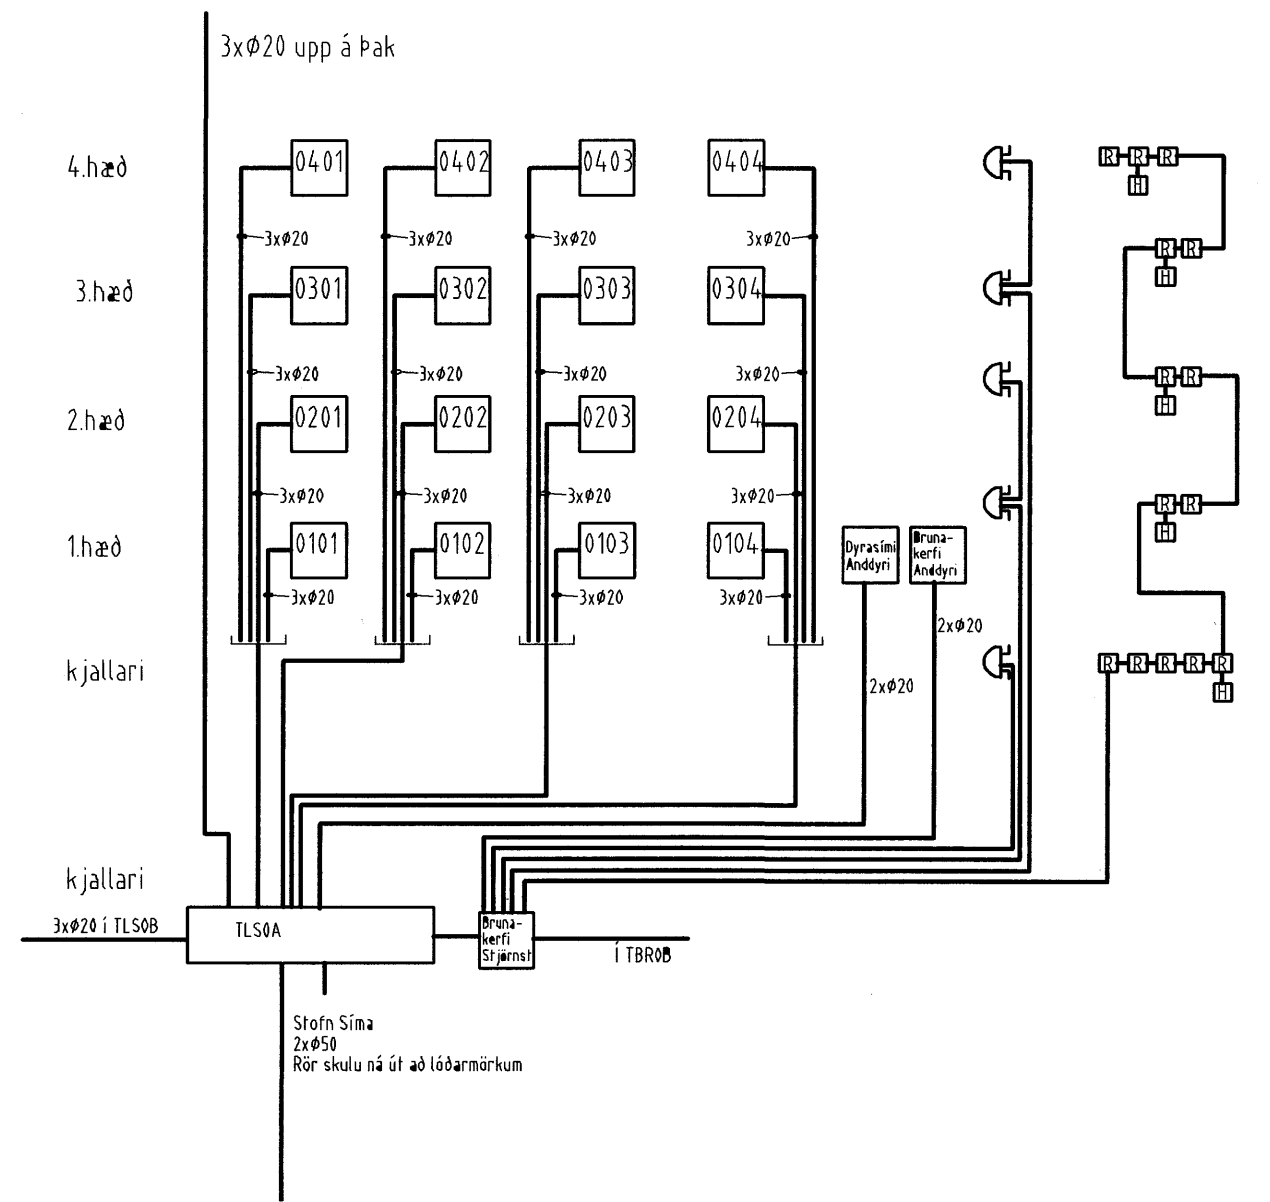 3xØ20 upp á Þak
4.hæð
0401
0402
0403
0404
R R R
H
3xØ20
3xØ20
3xØ20
3xØ20
R R
H
3.hæð
0301
0302
0303
0304
3xØ20
3xØ20
3xØ20
3xØ20
R R
H
2.hæð
0201
0202
0203
0204
3xØ20
3xØ20
3xØ20
3xØ20
R R
H
1.hæð
0101
0102
0103
0104
Dyrasími
Anddyri
Bruna-
kerfi
Anddyri
3xØ20
3xØ20
3xØ20
3xØ20
2xØ20
kjallari
2xØ20
R R R R R
H
kjallari
3xØ20 í TLS0B
TLS0A
Bruna-
kerfi
Stjórnst
Í TBR0B
Stofn Síma
2xØ50
Rör skulu ná út að lóðarmörkum